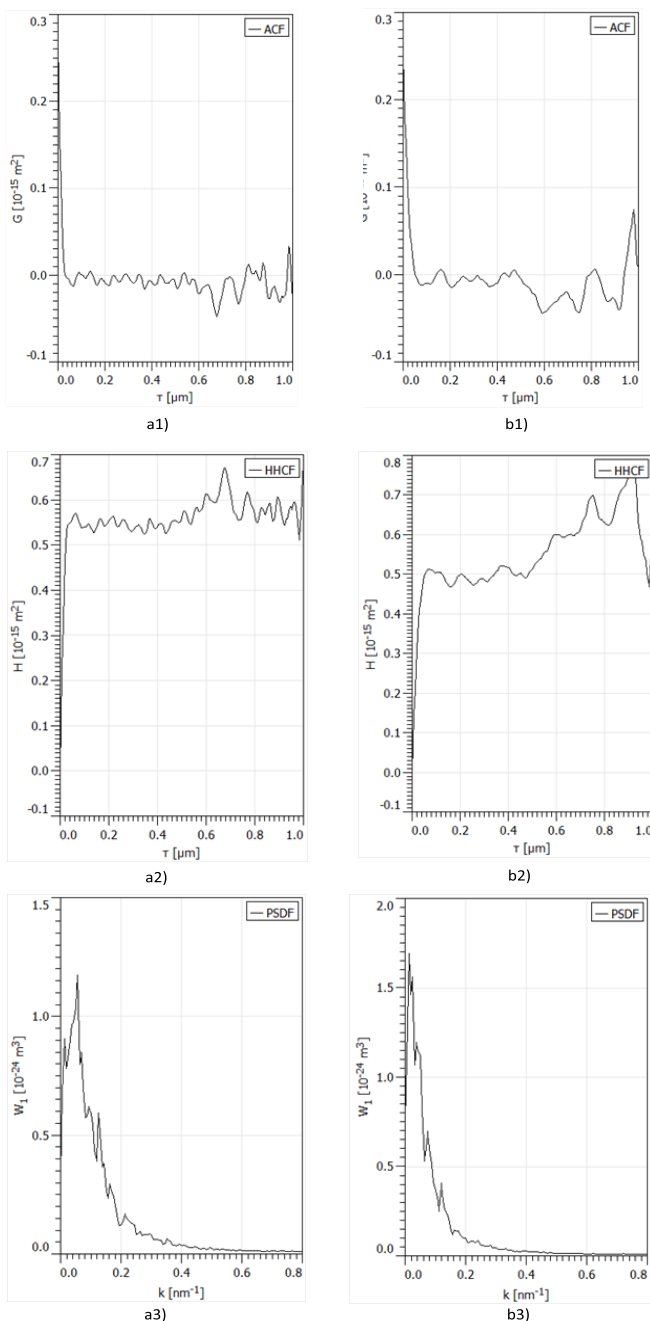 0.3
ACF
0.2
0.1
0.0
-0.1
G [10⁻¹⁵ m²]
0.0 0.2 0.4 0.6 0.8 1.0
τ [µm]
a1)
0.3
ACF
0.2
0.1
0.0
-0.1
0.0 0.2 0.4 0.6 0.8 1.0
τ [µm]
b1)
0.7
HHCF
0.6
0.5
0.4
0.3
0.2
0.1
0.0
-0.1
H [10⁻¹⁵ m²]
0.0 0.2 0.4 0.6 0.8 1.0
τ [µm]
a2)
0.8
HHCF
0.7
0.6
0.5
0.4
0.3
0.2
0.1
0.0
-0.1
H [10⁻¹⁵ m²]
0.0 0.2 0.4 0.6 0.8 1.0
τ [µm]
b2)
1.5
PSDF
1.0
0.5
0.0
W₁ [10⁻²⁴ m³]
0.0 0.2 0.4 0.6 0.8
k [nm⁻¹]
a3)
2.0
PSDF
1.5
1.0
0.5
0.0
W₁ [10⁻²⁴ m³]
0.0 0.2 0.4 0.6 0.8
k [nm⁻¹]
b3)